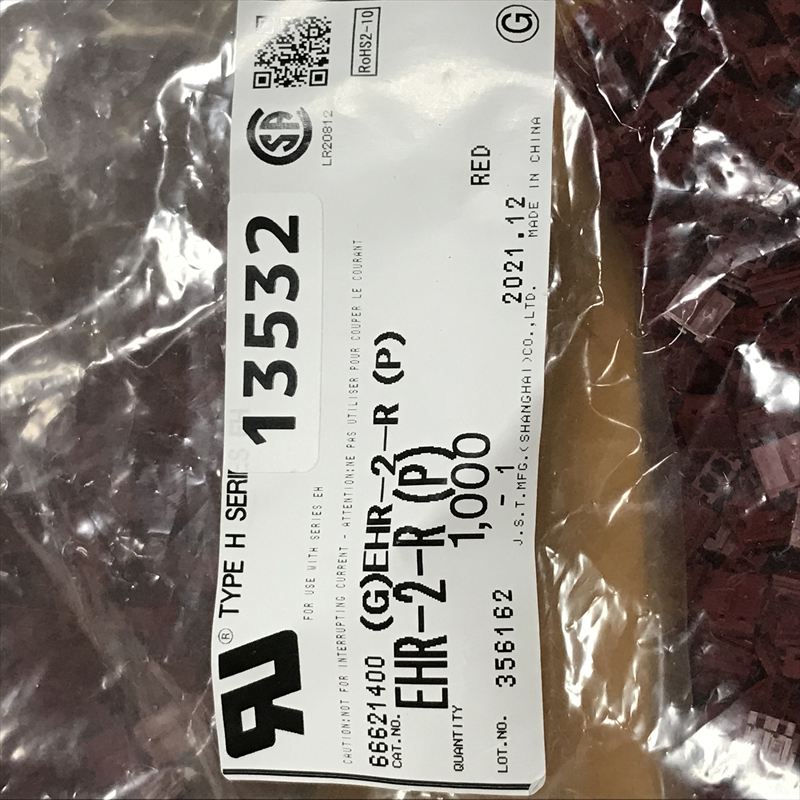 TYPE H SERIES EH
13532
LR20812
RoHS2-10
G
FOR USE WITH SERIES EH
CAUTION:NOT FOR INTERRUPTING CURRENT - ATTENTION:NE PAS UTILISER POUR COUPER LE COURANT
66621400 (G)EHR-2-R (P)
CAT.NO. EHR-2-R (P)
QUANTITY 1,000
RED
LOT.NO. 356162 - 1
2021.12
J.S.T.MFG.(SHANGHAI)CO.,LTD. MADE IN CHINA